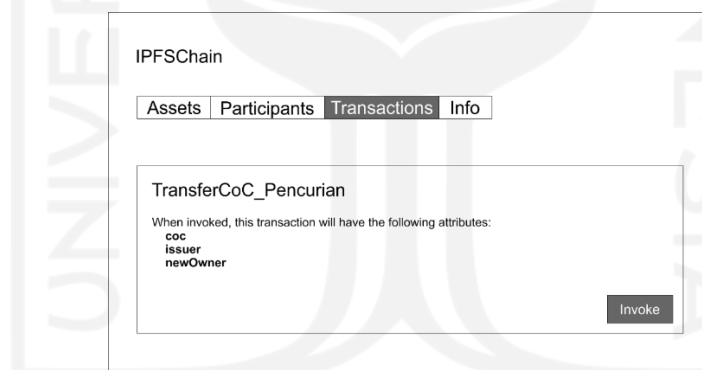 IPFSChain
Assets Participants Transactions Info
TransferCoC_Pencurian
When invoked, this transaction will have the following attributes:
coc
issuer
newOwner
Invoke